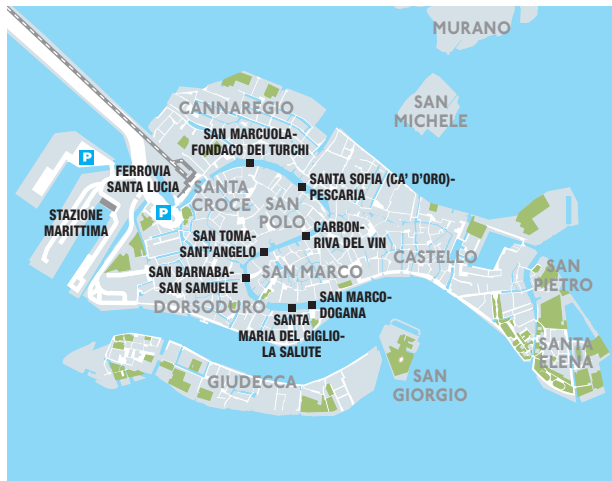 MURANO
SAN
MICHELE
CANNAREGIO
SAN MARCUOLA-
FONDACO DEI TURCHI
P
FERROVIA
SANTA LUCIA
SANTA
CROCE
SANTA SOFIA (CA' D'ORO)-
PESCARIA
P
STAZIONE
MARITTIMA
SAN
POLO
SAN TOMA-
SANT'ANGELO
CARBON-
RIVA DEL VIN
CASTELLO
SAN BARNABA-
SAN SAMUELE
SAN MARCO
SAN
PIETRO
DORSODURO
SAN MARCO-
DOGANA
SANTA
MARIA DEL GIGLIO-
LA SALUTE
SANTA
ELENA
GIUDECCA
SAN
GIORGIO